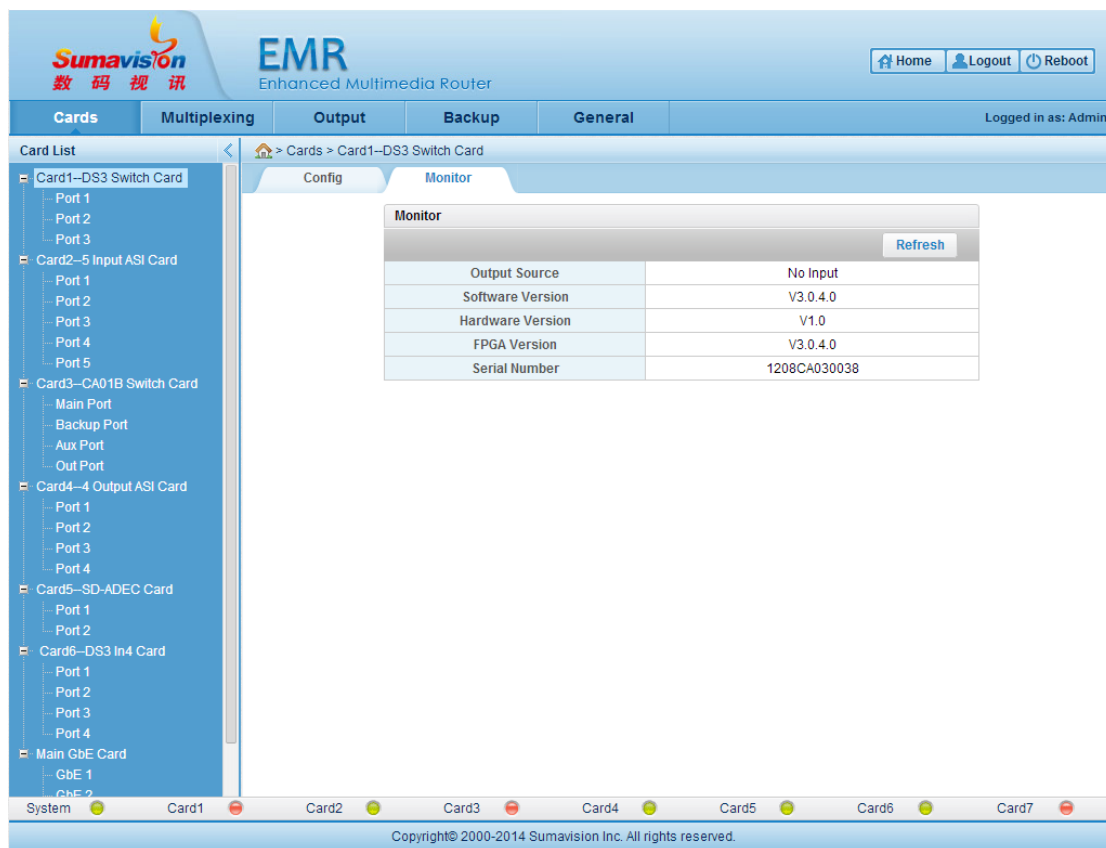 Sumavision
数码视讯
EMR
Enhanced Multimedia Router
Home Logout Reboot
Cards Multiplexing Output Backup General Logged in as: Admin
Card List
> Cards > Card1--DS3 Switch Card
Config Monitor
Card1--DS3 Switch Card
Port 1
Port 2
Port 3
Card2--5 Input ASI Card
Port 1
Port 2
Port 3
Port 4
Port 5
Card3--CA01B Switch Card
Main Port
Backup Port
Aux Port
Out Port
Card4--4 Output ASI Card
Port 1
Port 2
Port 3
Port 4
Card5--SD-ADEC Card
Port 1
Port 2
Card6--DS3 In4 Card
Port 1
Port 2
Port 3
Port 4
Main GbE Card
GbE 1
GbE 2
Monitor
Refresh
Output Source No Input
Software Version V3.0.4.0
Hardware Version V1.0
FPGA Version V3.0.4.0
Serial Number 1208CA030038
System Card1 Card2 Card3 Card4 Card5 Card6 Card7
Copyright© 2000-2014 Sumavision Inc. All rights reserved.